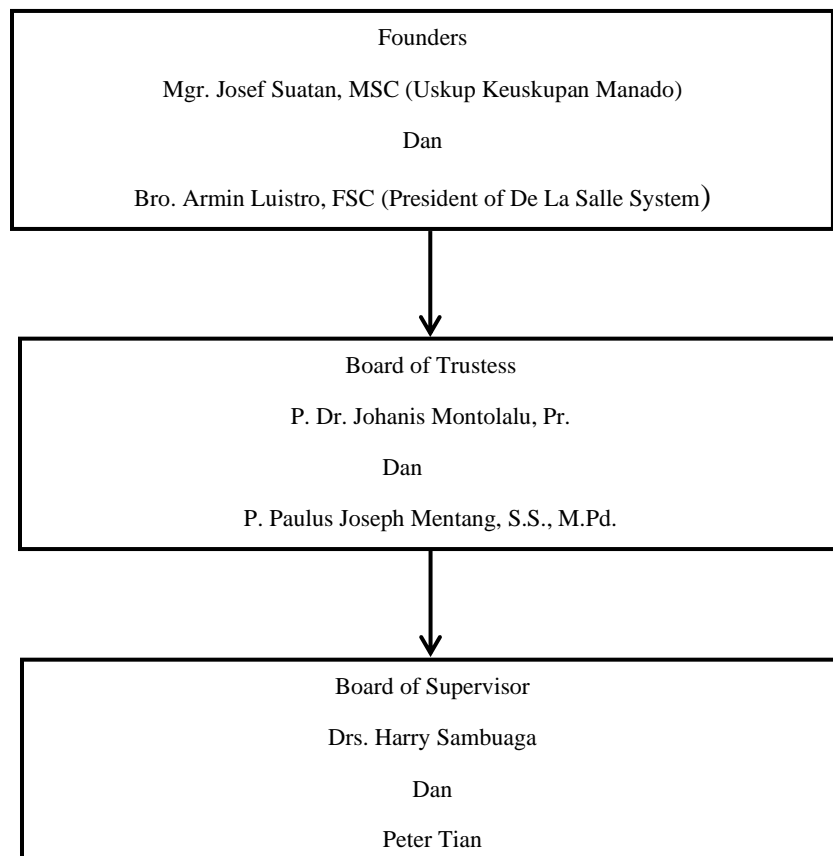 Founders
Mgr. Josef Suatan, MSC (Uskup Keuskupan Manado)
Dan
Bro. Armin Luistro, FSC (President of De La Salle System)
Board of Trustess
P. Dr. Johanis Montolalu, Pr.
Dan
P. Paulus Joseph Mentang, S.S., M.Pd.
Board of Supervisor
Drs. Harry Sambuaga
Dan
Peter Tian